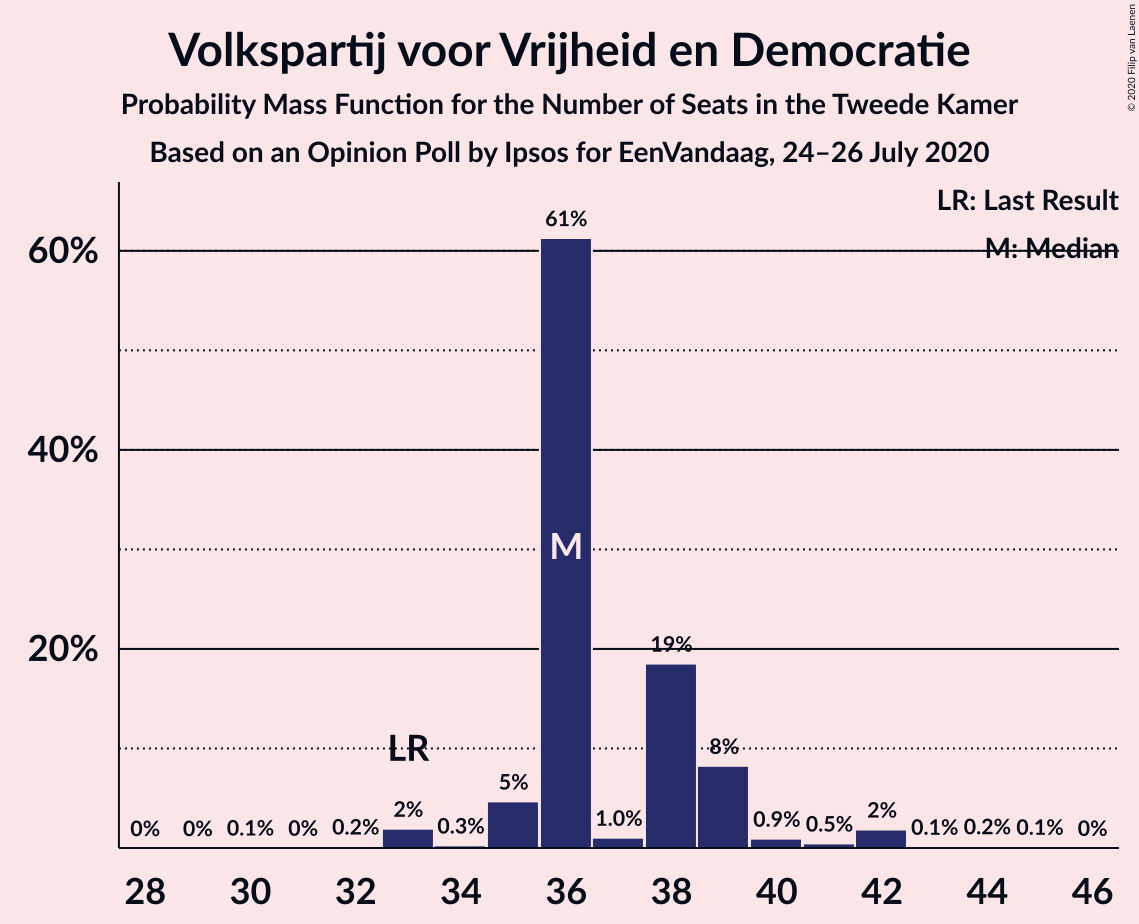 Volkspartij voor Vrijheid en Democratie
Probability Mass Function for the Number of Seats in the Tweede Kamer
Based on an Opinion Poll by Ipsos for EenVandaag, 24–26 July 2020
© 2020 Filip van Laenen
LR: Last Result
M: Median
60%
40%
20%
61%
M
19%
LR
8%
5%
2%
0% 0% 0.1% 0% 0.2% 0.3% 1.0% 0.9% 0.5% 2% 0.1% 0.2% 0.1% 0%
28 30 32 34 36 38 40 42 44 46